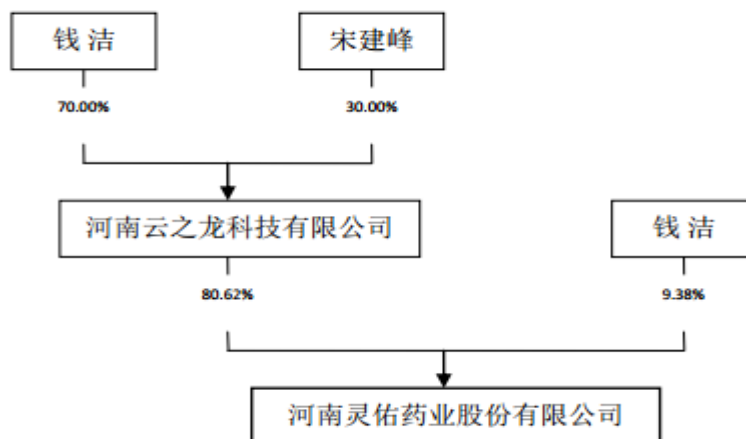 钱 洁
宋建峰
70.00%
30.00%
河南云之龙科技有限公司
钱 洁
80.62%
9.38%
河南灵佑药业股份有限公司